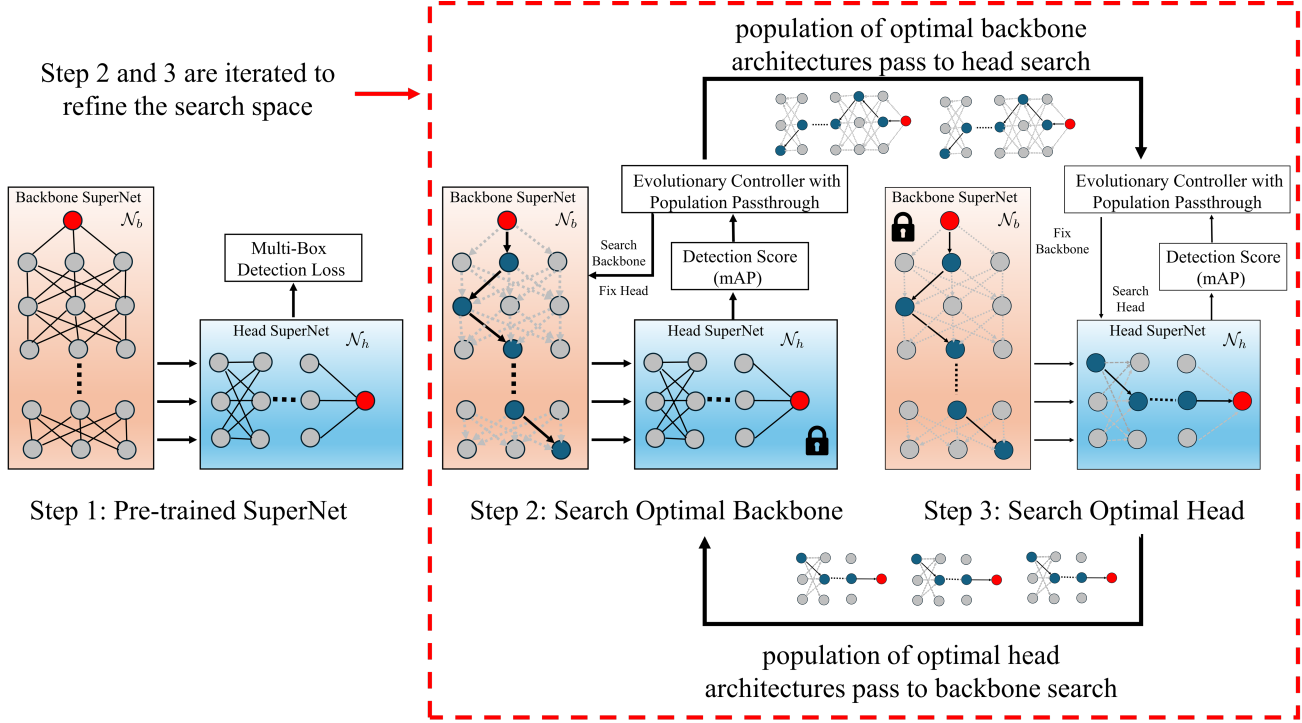 Step 2 and 3 are iterated to
refine the search space
population of optimal backbone
architectures pass to head search
Backbone SuperNet
𝒩b
Multi-Box
Detection Loss
Head SuperNet
𝒩h
Step 1: Pre-trained SuperNet
Backbone SuperNet
𝒩b
Evolutionary Controller with
Population Passthrough
Search
Backbone
Fix Head
Detection Score
(mAP)
Head SuperNet
𝒩h
Step 2: Search Optimal Backbone
Backbone SuperNet
𝒩b
Evolutionary Controller with
Population Passthrough
Fix
Backbone
Detection Score
(mAP)
Search
Head
Head SuperNet
𝒩h
Step 3: Search Optimal Head
population of optimal head
architectures pass to backbone search